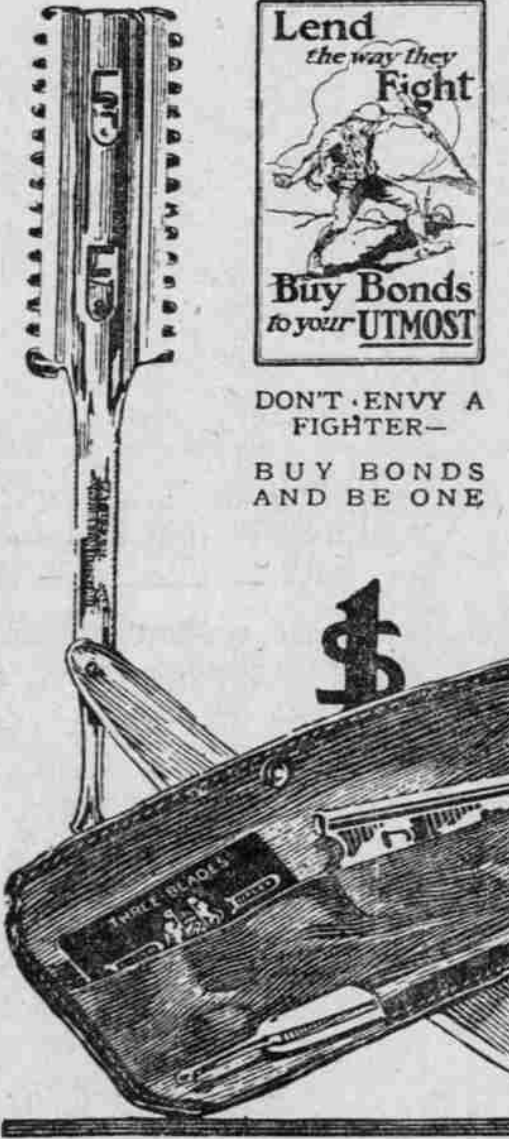 Lend
the way they
Fight
Buy Bonds
to your UTMOST
DON'T ENVY A
FIGHTER—
BUY BONDS
AND BE ONE
$1
THREE BLADES